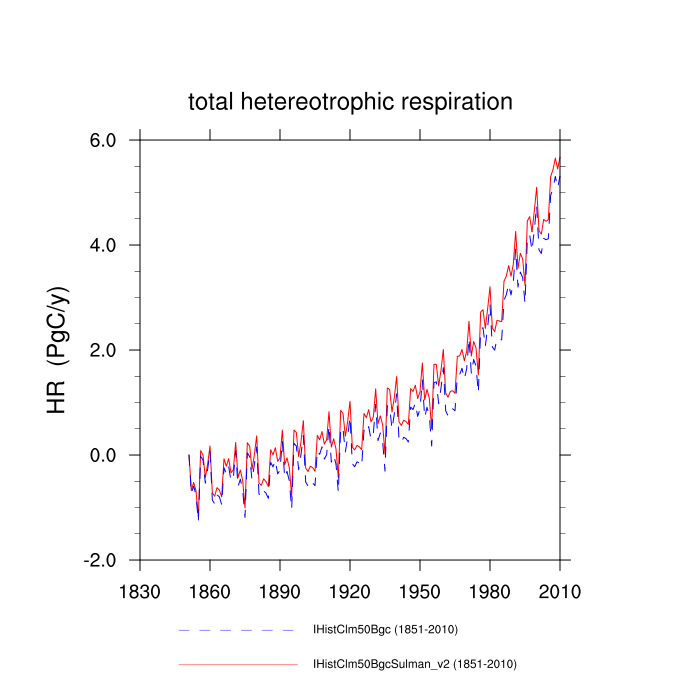 total hetereotrophic respiration
6.0
4.0
2.0
0.0
-2.0
HR (PgC/y)
1830 1860 1890 1920 1950 1980 2010
IHistClm50Bgc (1851-2010)
IHistClm50BgcSulman_v2 (1851-2010)